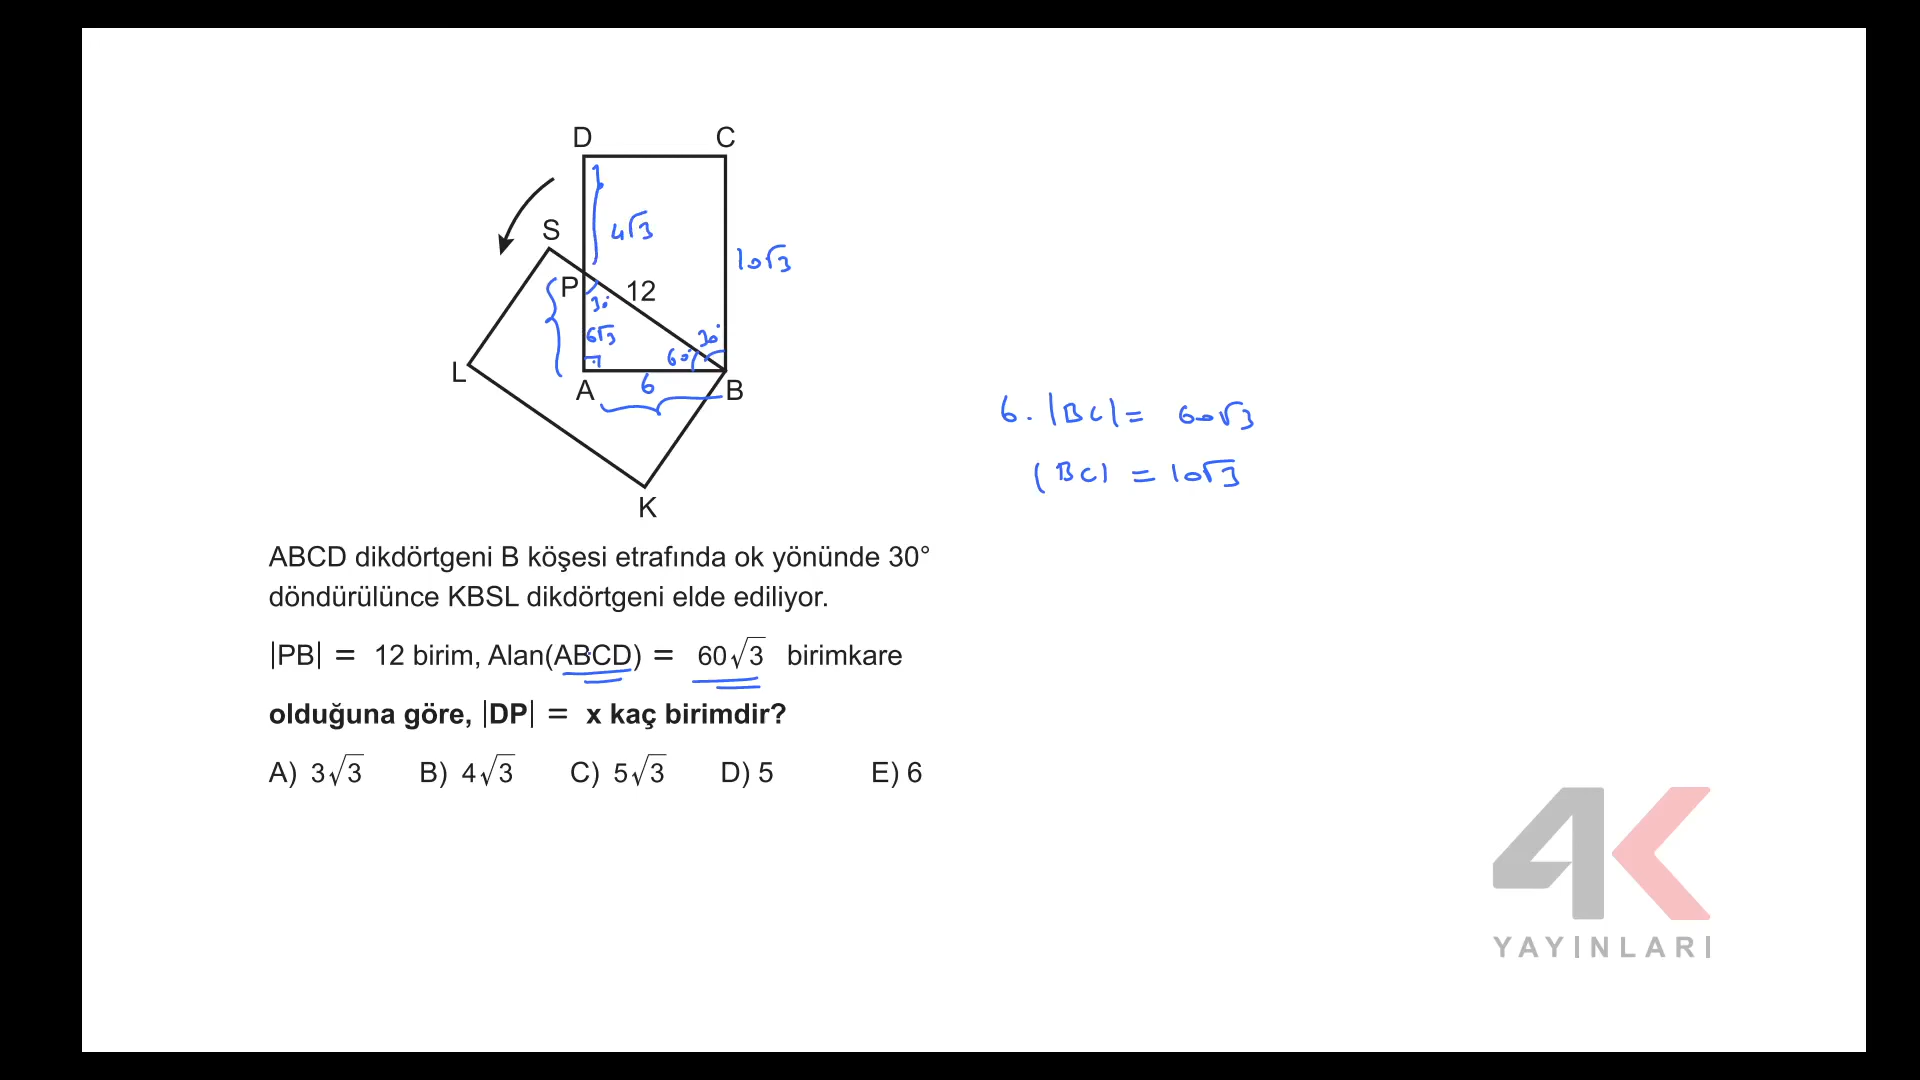 D C
S
4√3
10√3
P 12
30°
6√3
30°
60°
L
A 6 B
K
6.|BC|= 60√3
|BC| = 10√3
ABCD dikdörtgeni B köşesi etrafında ok yönünde 30°
döndürülünce KBSL dikdörtgeni elde ediliyor.
|PB| = 12 birim, Alan(ABCD) = 60√3 birimkare
olduğuna göre, |DP| = x kaç birimdir?
A) 3√3 B) 4√3 C) 5√3 D) 5 E) 6
4K
YAYINLARI